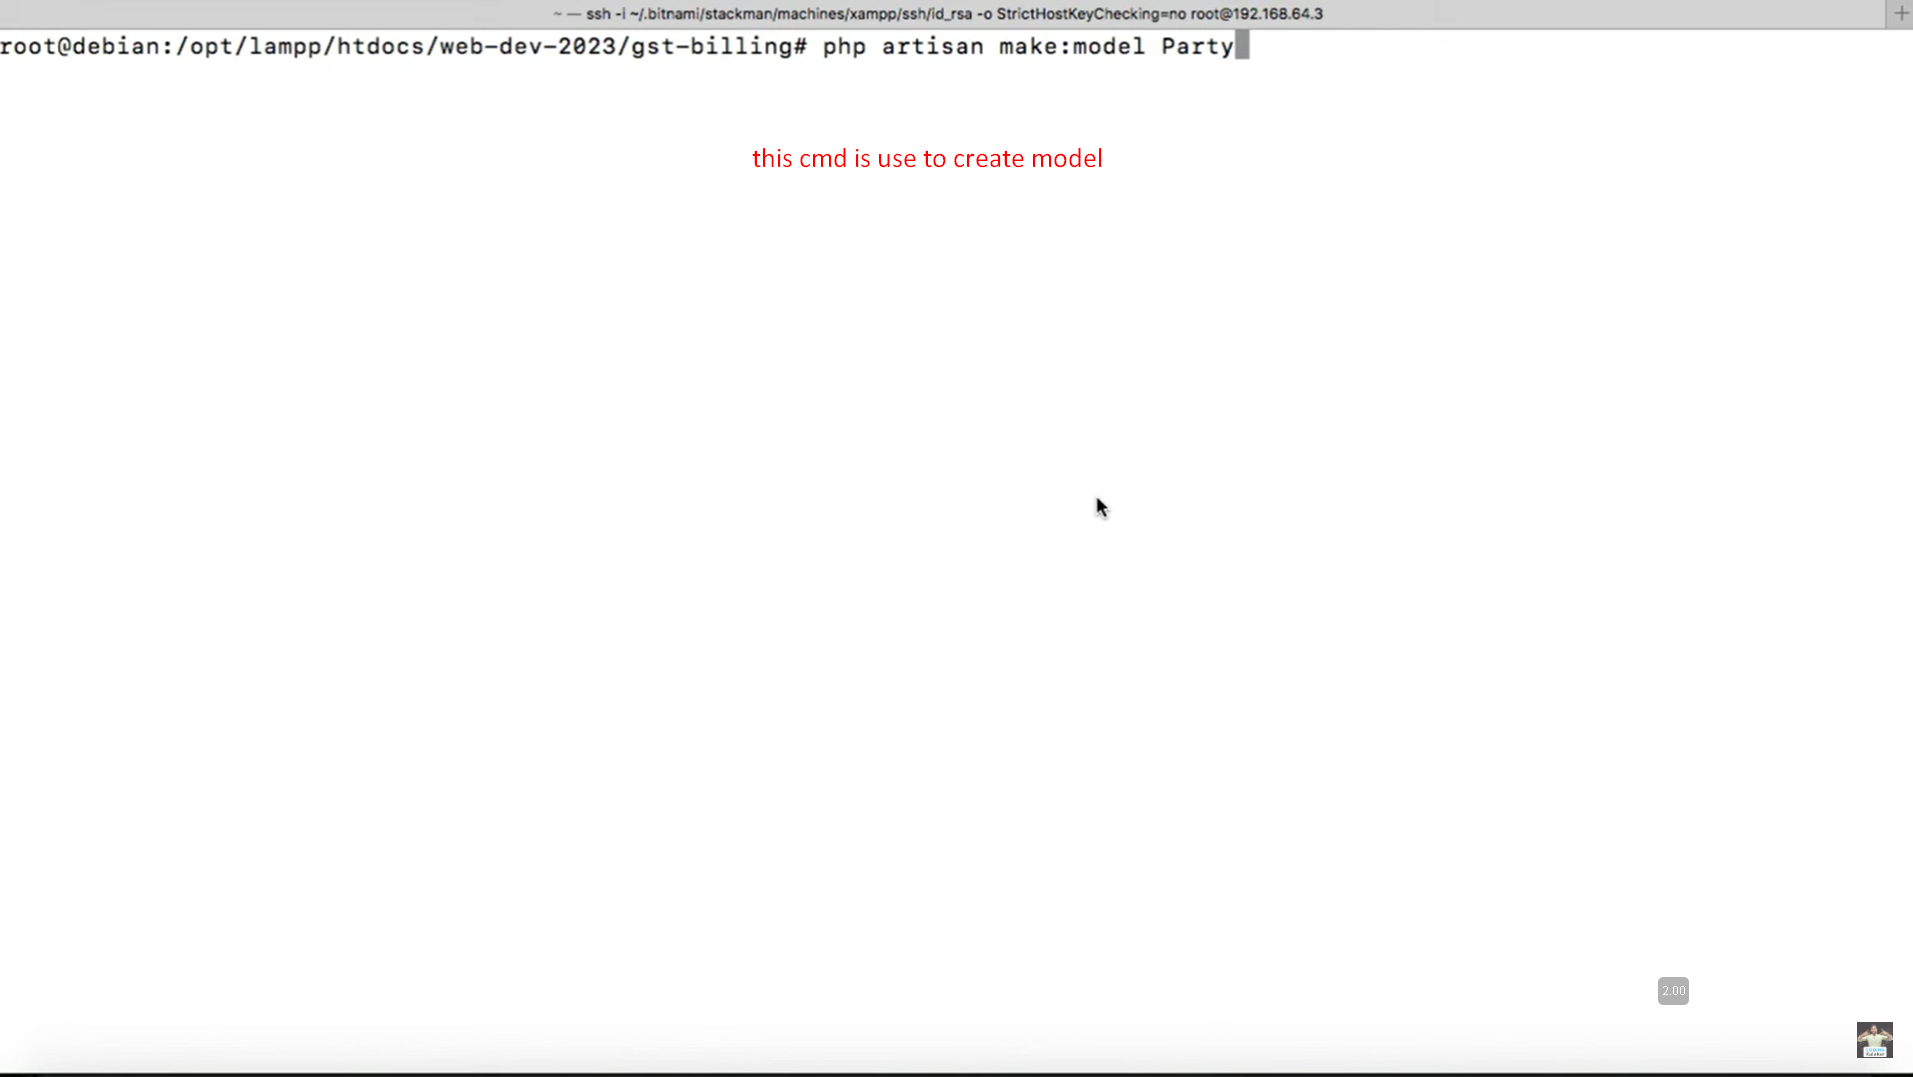 ~ — ssh -i ~/.bitnami/stackman/machines/xampp/ssh/id_rsa -o StrictHostKeyChecking=no root@192.168.64.3
root@debian:/opt/lampp/htdocs/web-dev-2023/gst-billing# php artisan make:model Party
this cmd is use to create model
2.00